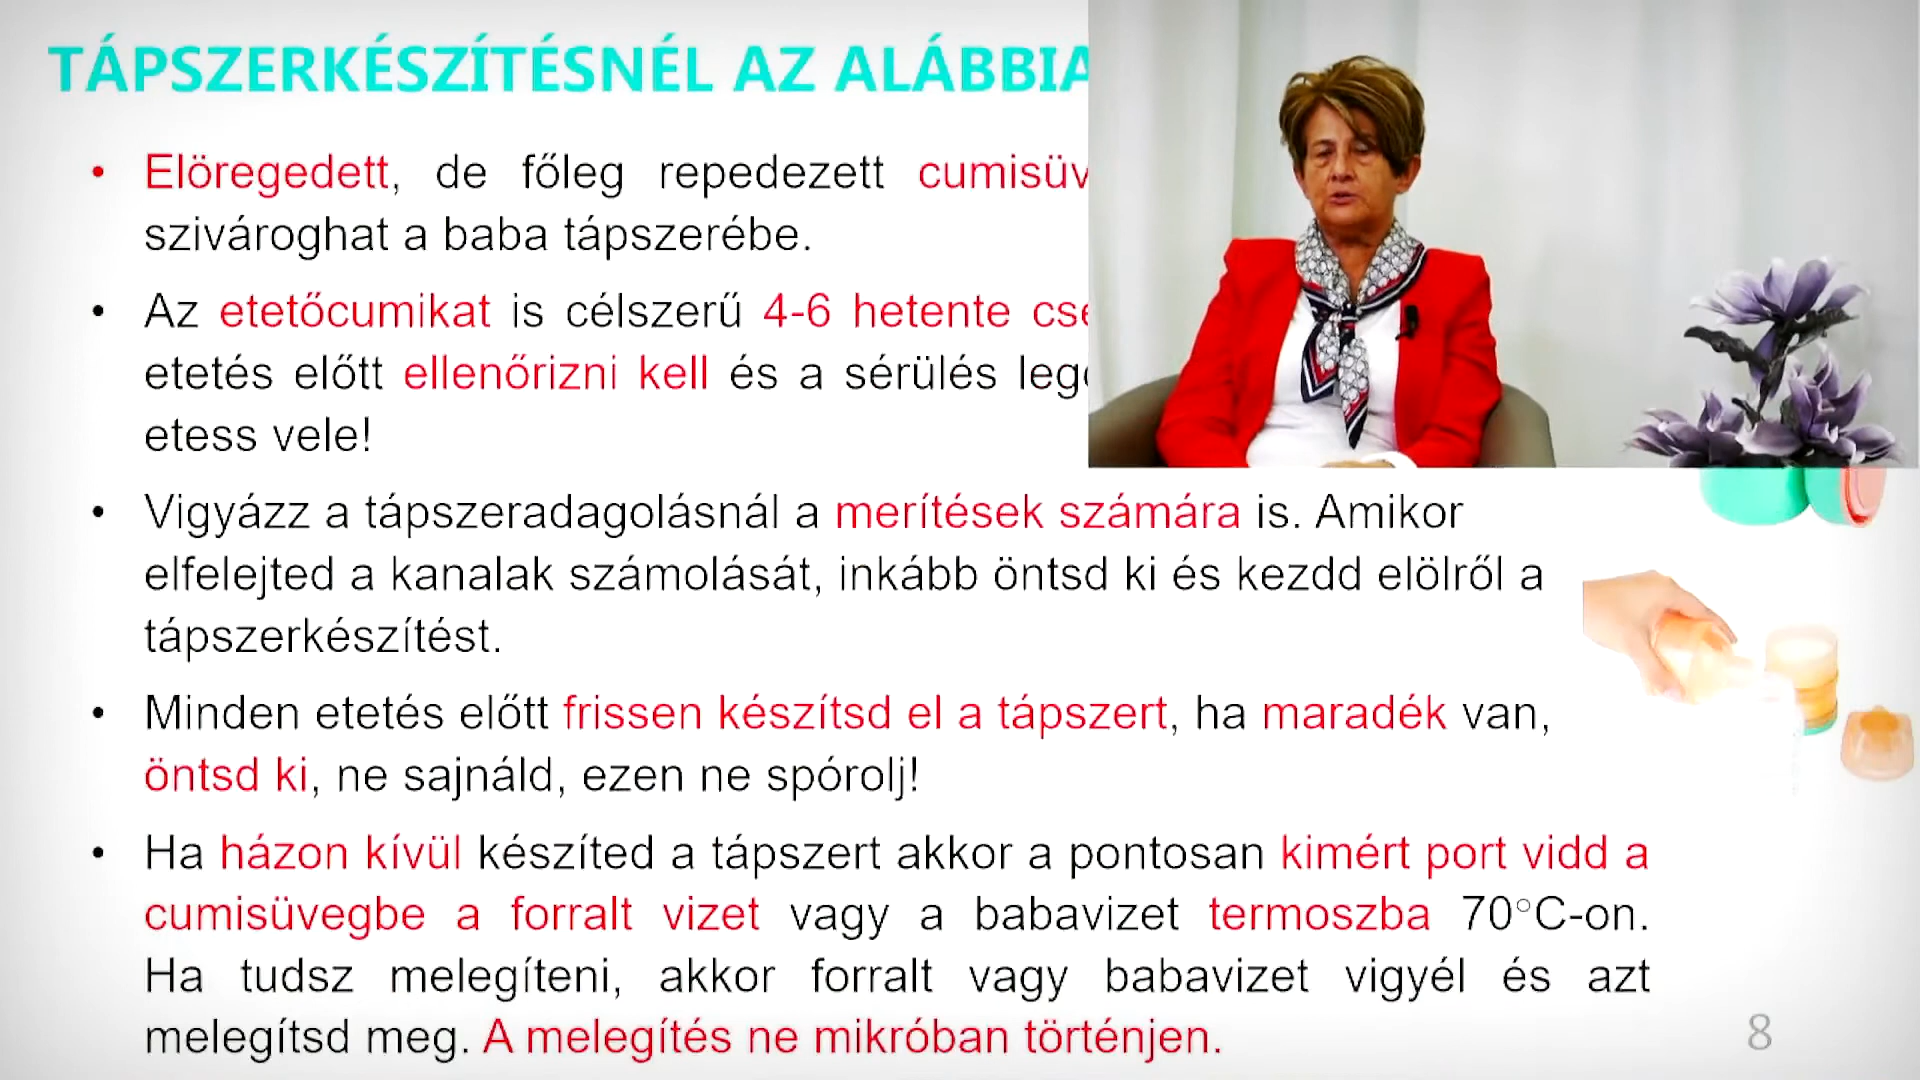 TÁPSZERKÉSZÍTÉSNÉL AZ
• Elöregedett, de főleg repedezett
szivároghat a baba tápszerébe.
• Az etetőcumikat is célszerű 4-6 hetente
etetés előtt ellenőrizni kell és a sérülés
etess vele!
• Vigyázz a tápszeradagolásnál a merítések számára is. Amikor
elfelejted a kanalak számolását, inkább öntsd ki és kezdd elölről a
tápszerkészítést.
• Minden etetés előtt frissen készítsd el a tápszert, ha maradék van,
öntsd ki, ne sajnáld, ezen ne spórolj!
• Ha házon kívül készíted a tápszert akkor a pontosan kimért port vidd a
cumisüvegbe a forralt vizet vagy a babavizet termoszba 70°C-on.
Ha tudsz melegíteni, akkor forralt vagy babavizet vigyél és azt
melegítsd meg. A melegítés ne mikróban történjen.
8